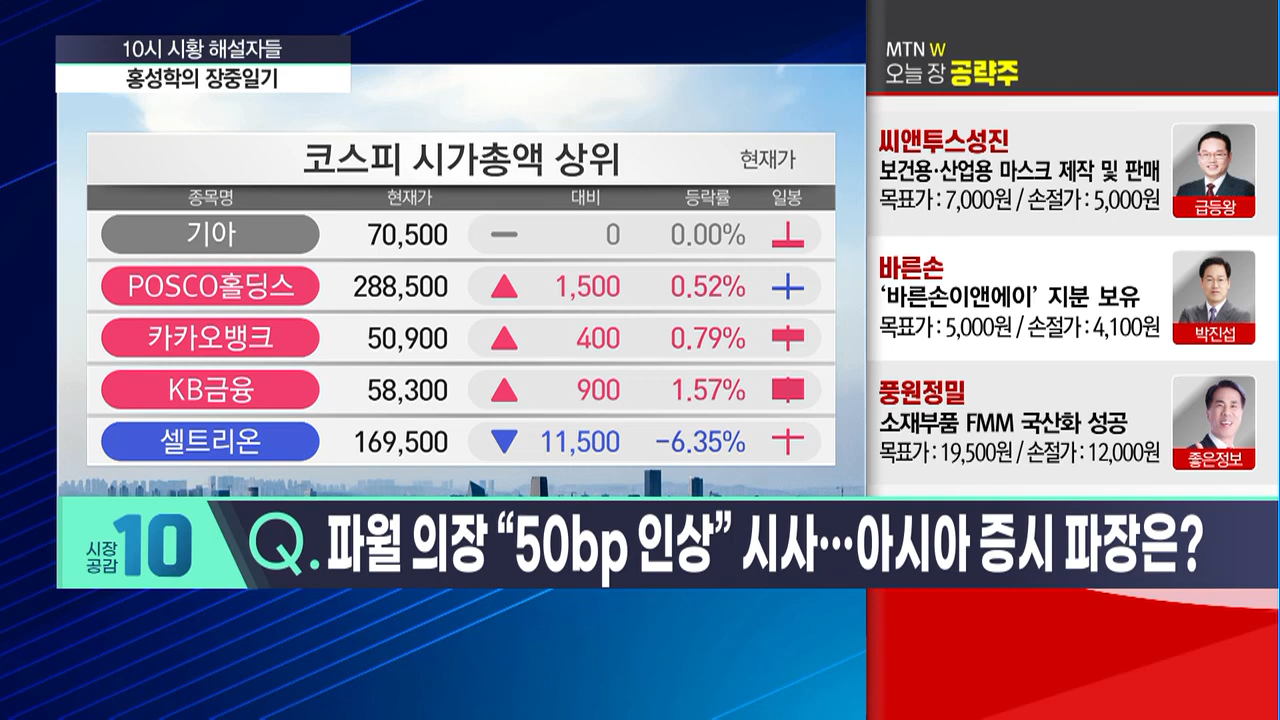 10시 시황 해설자들
홍성학의 장중일기
코스피 시가총액 상위 현재가
종목명 현재가 대비 등락률 일봉
기아 70,500 0 0.00%
POSCO홀딩스 288,500 ▲ 1,500 0.52%
카카오뱅크 50,900 ▲ 400 0.79%
KB금융 58,300 ▲ 900 1.57%
셀트리온 169,500 ▼ 11,500 -6.35%
시장
공감
10
Q. 파월 의장 “50bp 인상” 시사…아시아 증시 파장은?
MTN W
오늘 장 공략주
씨앤투스성진
보건용·산업용 마스크 제작 및 판매
목표가 : 7,000원 / 손절가 : 5,000원
급등왕
바른손
‘바른손이앤에이’ 지분 보유
목표가 : 5,000원 / 손절가 : 4,100원
박진섭
풍원정밀
소재부품 FMM 국산화 성공
목표가 : 19,500원 / 손절가 : 12,000원
좋은정보